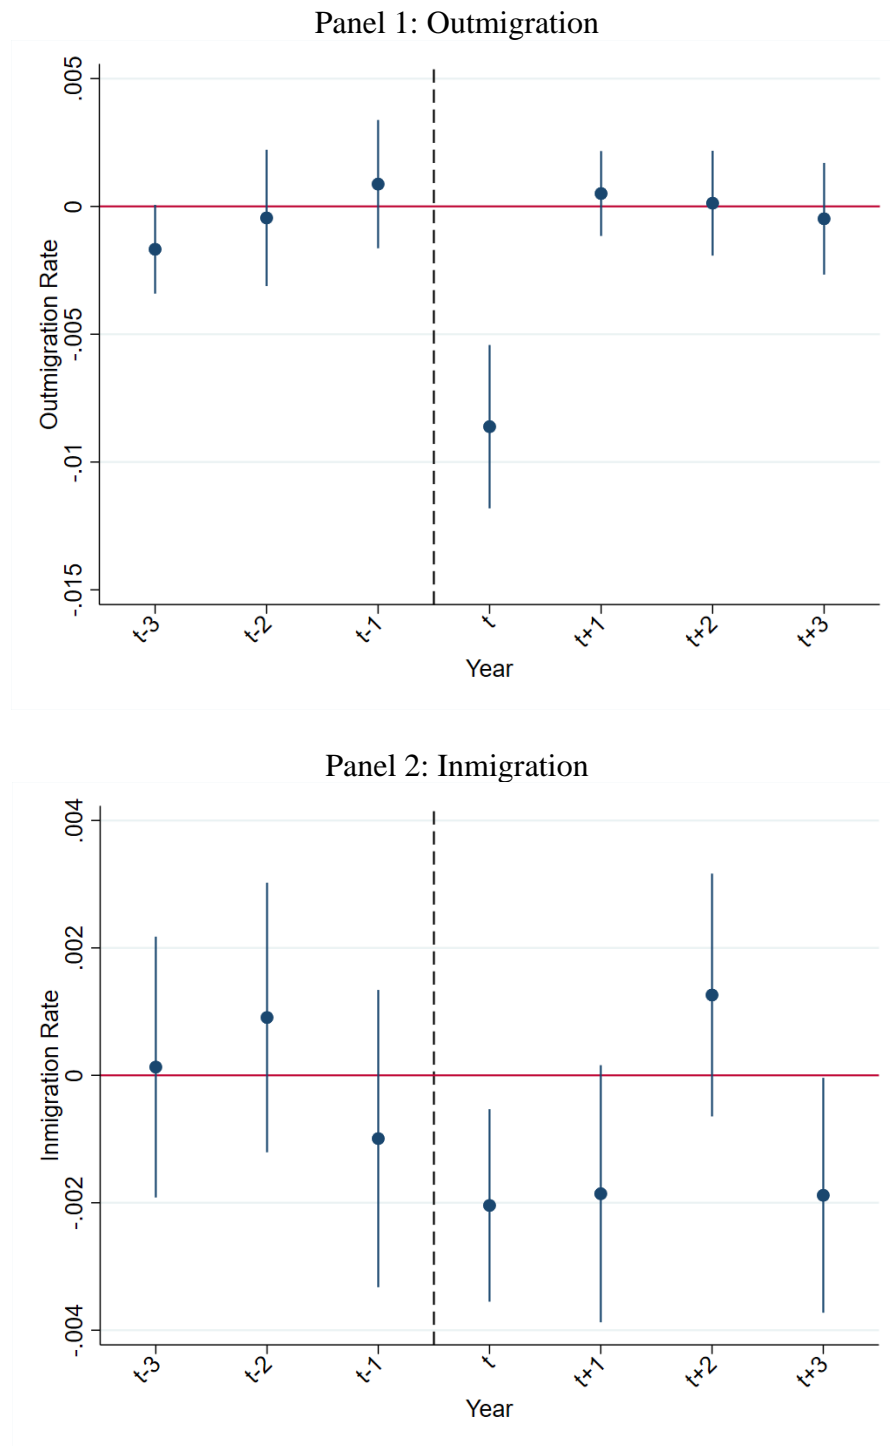 Panel 1: Outmigration
.005
0
-.005
-.01
-.015
Outmigration Rate
t-3 t-2 t-1 t t+1 t+2 t+3
Year
Panel 2: Inmigration
.004
.002
0
-.002
-.004
Inmigration Rate
t-3 t-2 t-1 t t+1 t+2 t+3
Year